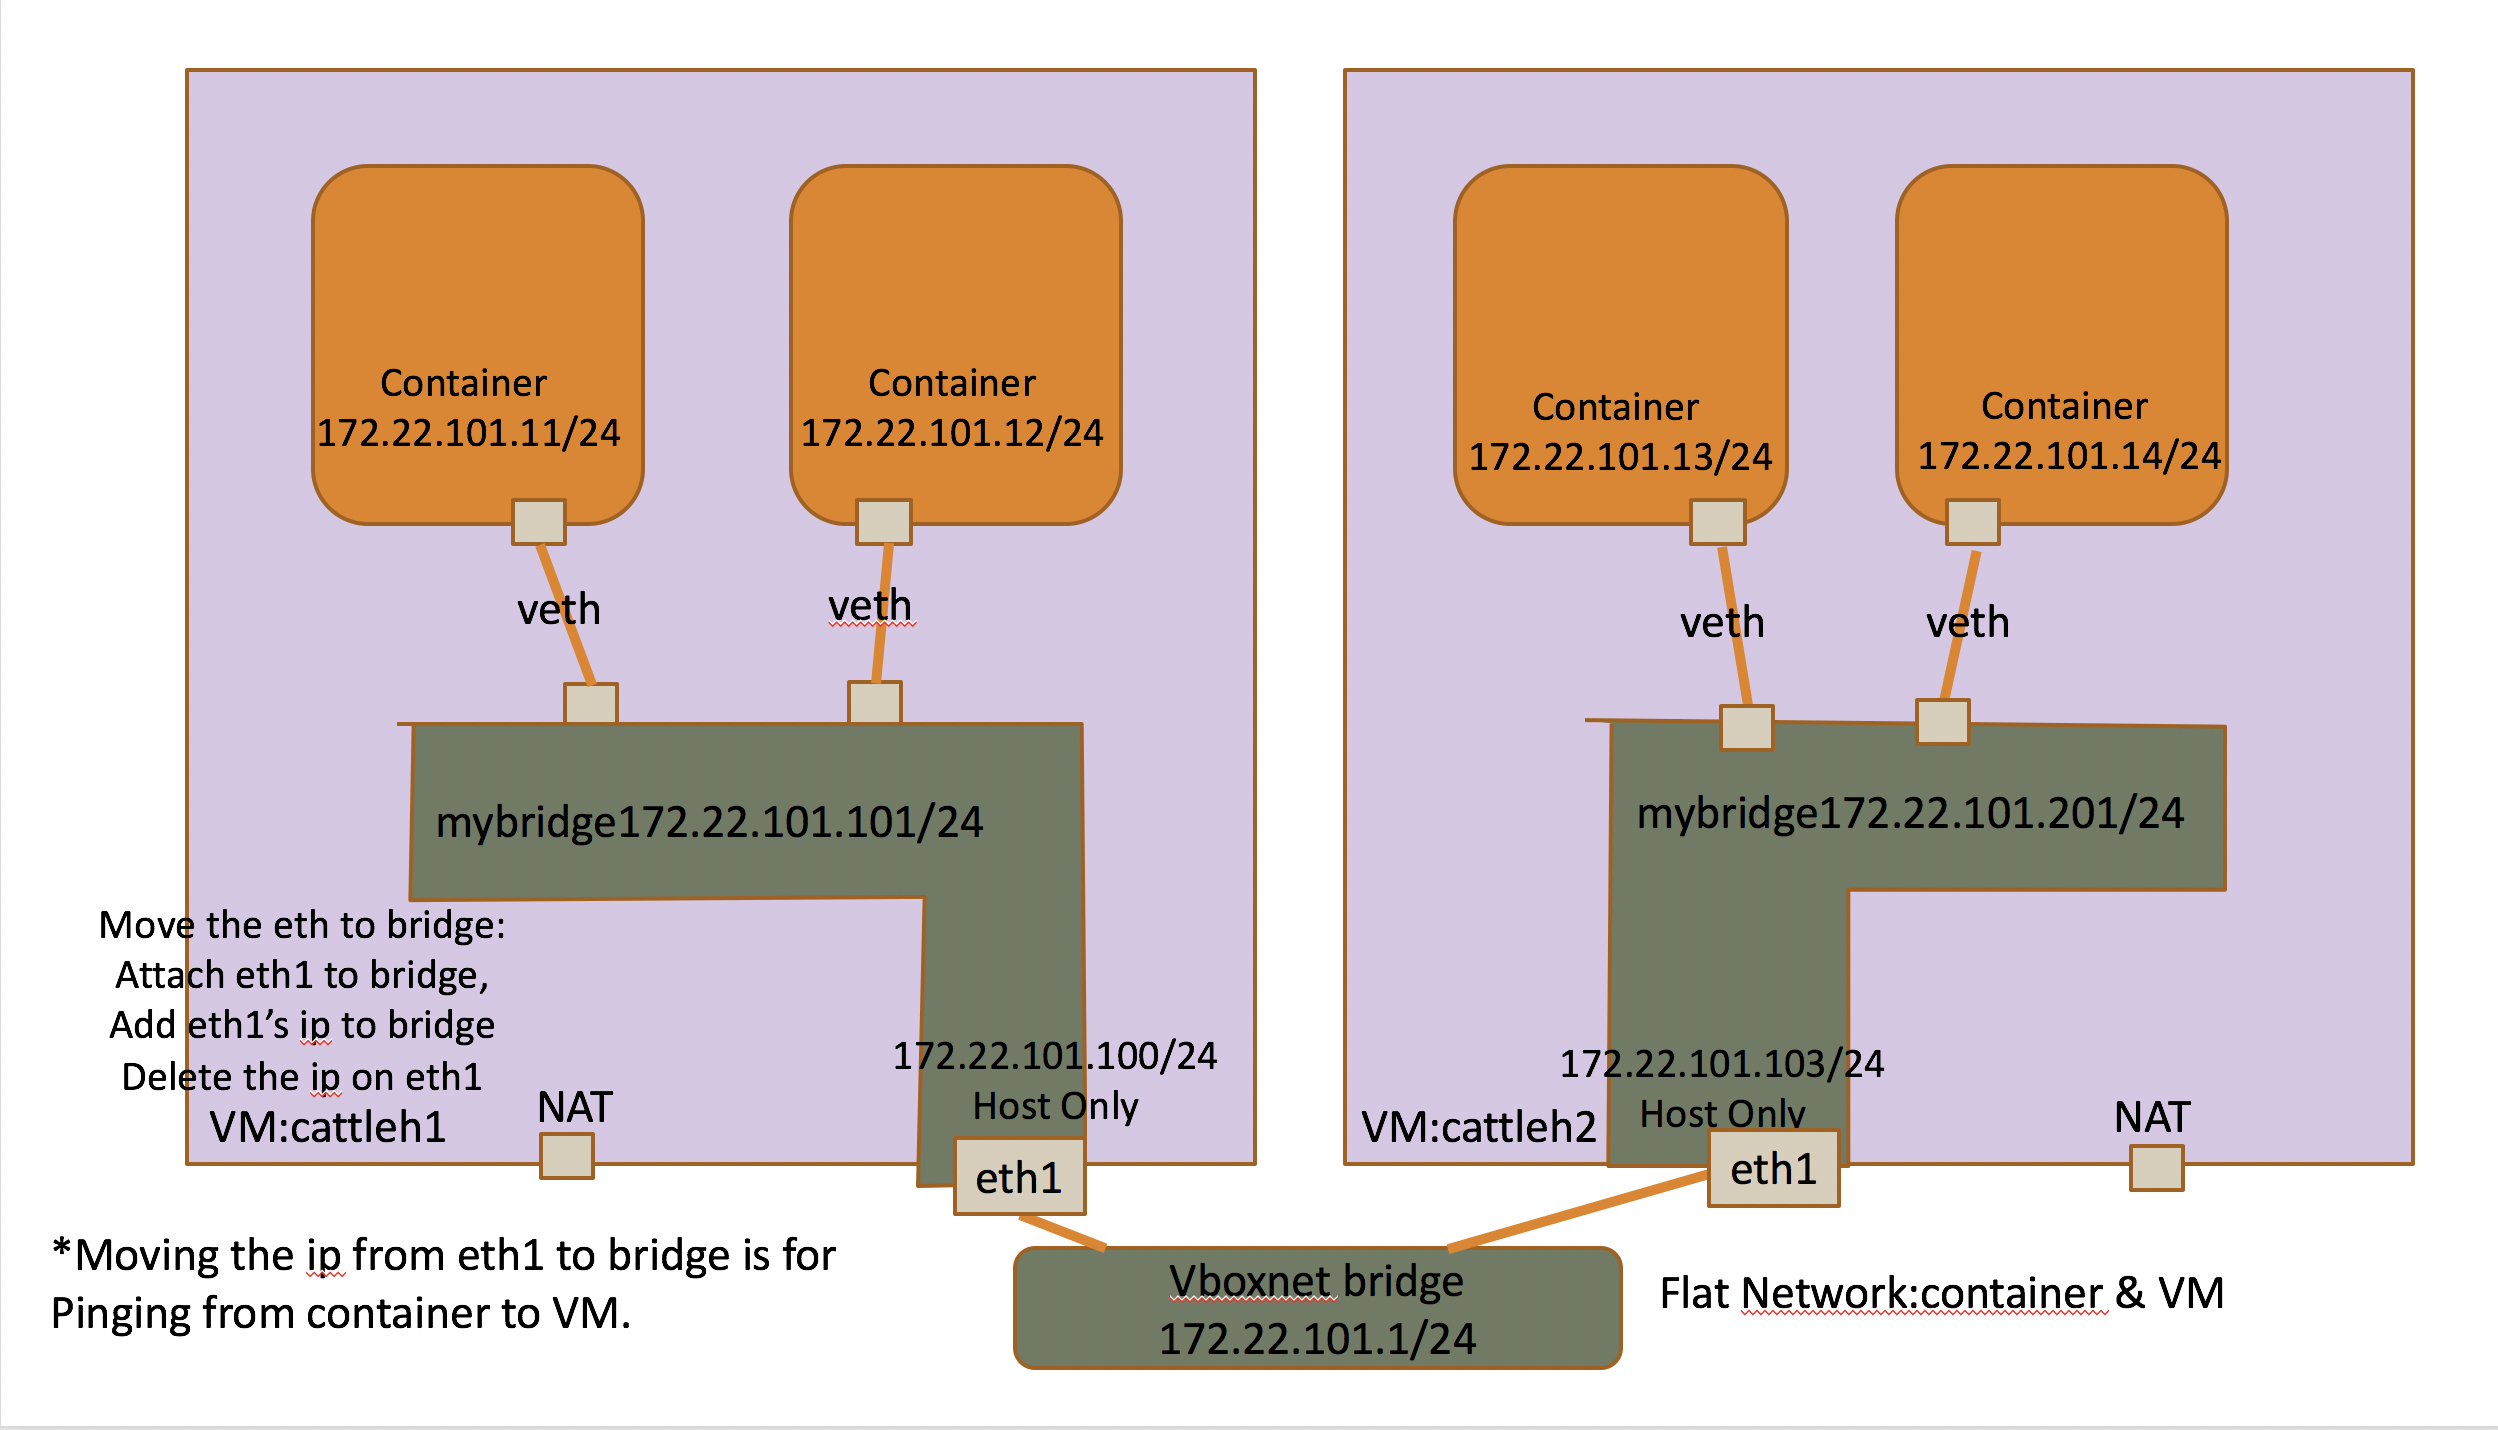 Container
172.22.101.11/24
Container
172.22.101.12/24
Container
172.22.101.13/24
Container
172.22.101.14/24
veth
veth
veth
veth
mybridge172.22.101.101/24
mybridge172.22.101.201/24
Move the eth to bridge:
Attach eth1 to bridge,
Add eth1’s ip to bridge
Delete the ip on eth1
VM:cattleh1
NAT
172.22.101.100/24
Host Only
eth1
172.22.101.103/24
Host Only
VM:cattleh2
eth1
NAT
*Moving the ip from eth1 to bridge is for
Pinging from container to VM.
Vboxnet bridge
172.22.101.1/24
Flat Network:container & VM